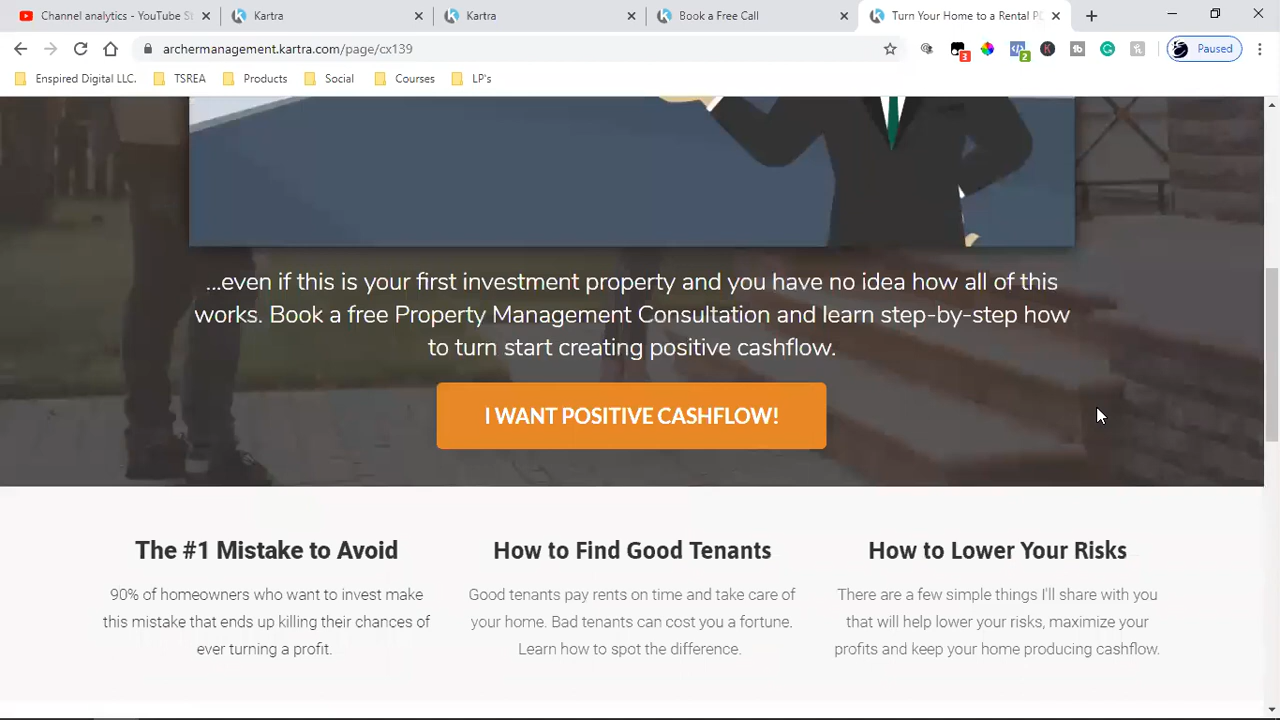 Channel analytics - YouTube St
Kartra
Kartra
Book a Free Call
Turn Your Home to a Rental PD
archermanagement.kartra.com/page/cx139
3
2
Paused
Enspired Digital LLC.
TSREA
Products
Social
Courses
LP's
...even if this is your first investment property and you have no idea how all of this
works. Book a free Property Management Consultation and learn step-by-step how
to turn start creating positive cashflow.
I WANT POSITIVE CASHFLOW!
The #1 Mistake to Avoid
90% of homeowners who want to invest make
this mistake that ends up killing their chances of
ever turning a profit.
How to Find Good Tenants
Good tenants pay rents on time and take care of
your home. Bad tenants can cost you a fortune.
Learn how to spot the difference.
How to Lower Your Risks
There are a few simple things I'll share with you
that will help lower your risks, maximize your
profits and keep your home producing cashflow.